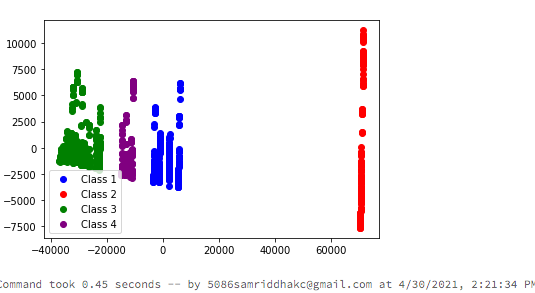 10000
7500
5000
2500
0
−2500
−5000
−7500
Class 1
Class 2
Class 3
Class 4
−40000 −20000 0 20000 40000 60000
Command took 0.45 seconds -- by 5086samriddhakc@gmail.com at 4/30/2021, 2:21:34 PM